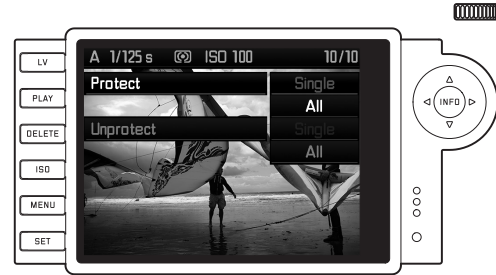 LV
PLAY
DELETE
ISO
MENU
SET
A 1/125 s ISO 100 10/10
Protect Single
All
Unprotect Single
All
INFO